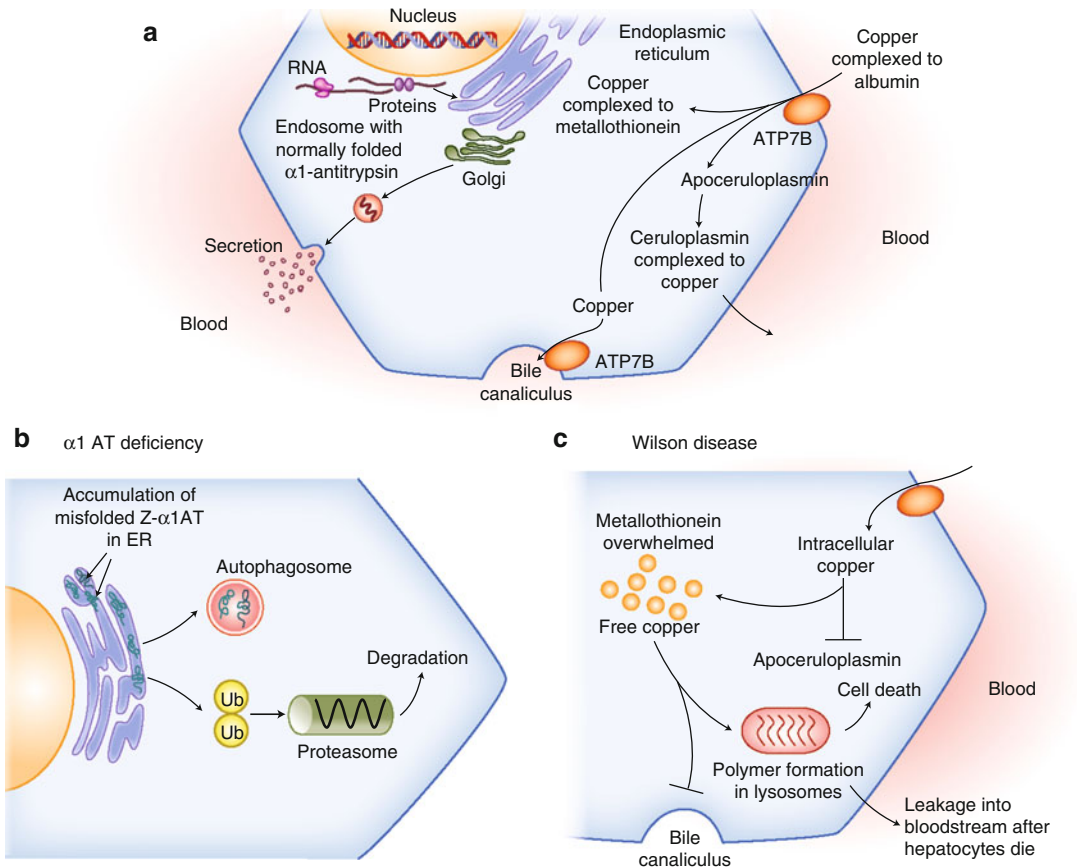 a
Nucleus
RNA
Proteins
Endoplasmic
reticulum
Copper
complexed to
metallothionein
Copper
complexed to
albumin
ATP7B
Endosome with
normally folded
α1-antitrypsin
Golgi
Apoceruloplasmin
Ceruloplasmin
complexed to
copper
Secretion
Blood
Blood
Copper
ATP7B
Bile
canaliculus
b
α1 AT deficiency
Accumulation of
misfolded Z-α1AT
in ER
Autophagosome
Ub
Ub
Proteasome
Degradation
c
Wilson disease
Metallothionein
overwhelmed
Free copper
Intracellular
copper
Apoceruloplasmin
Cell death
Blood
Polymer formation
in lysosomes
Leakage into
bloodstream after
hepatocytes die
Bile
canaliculus